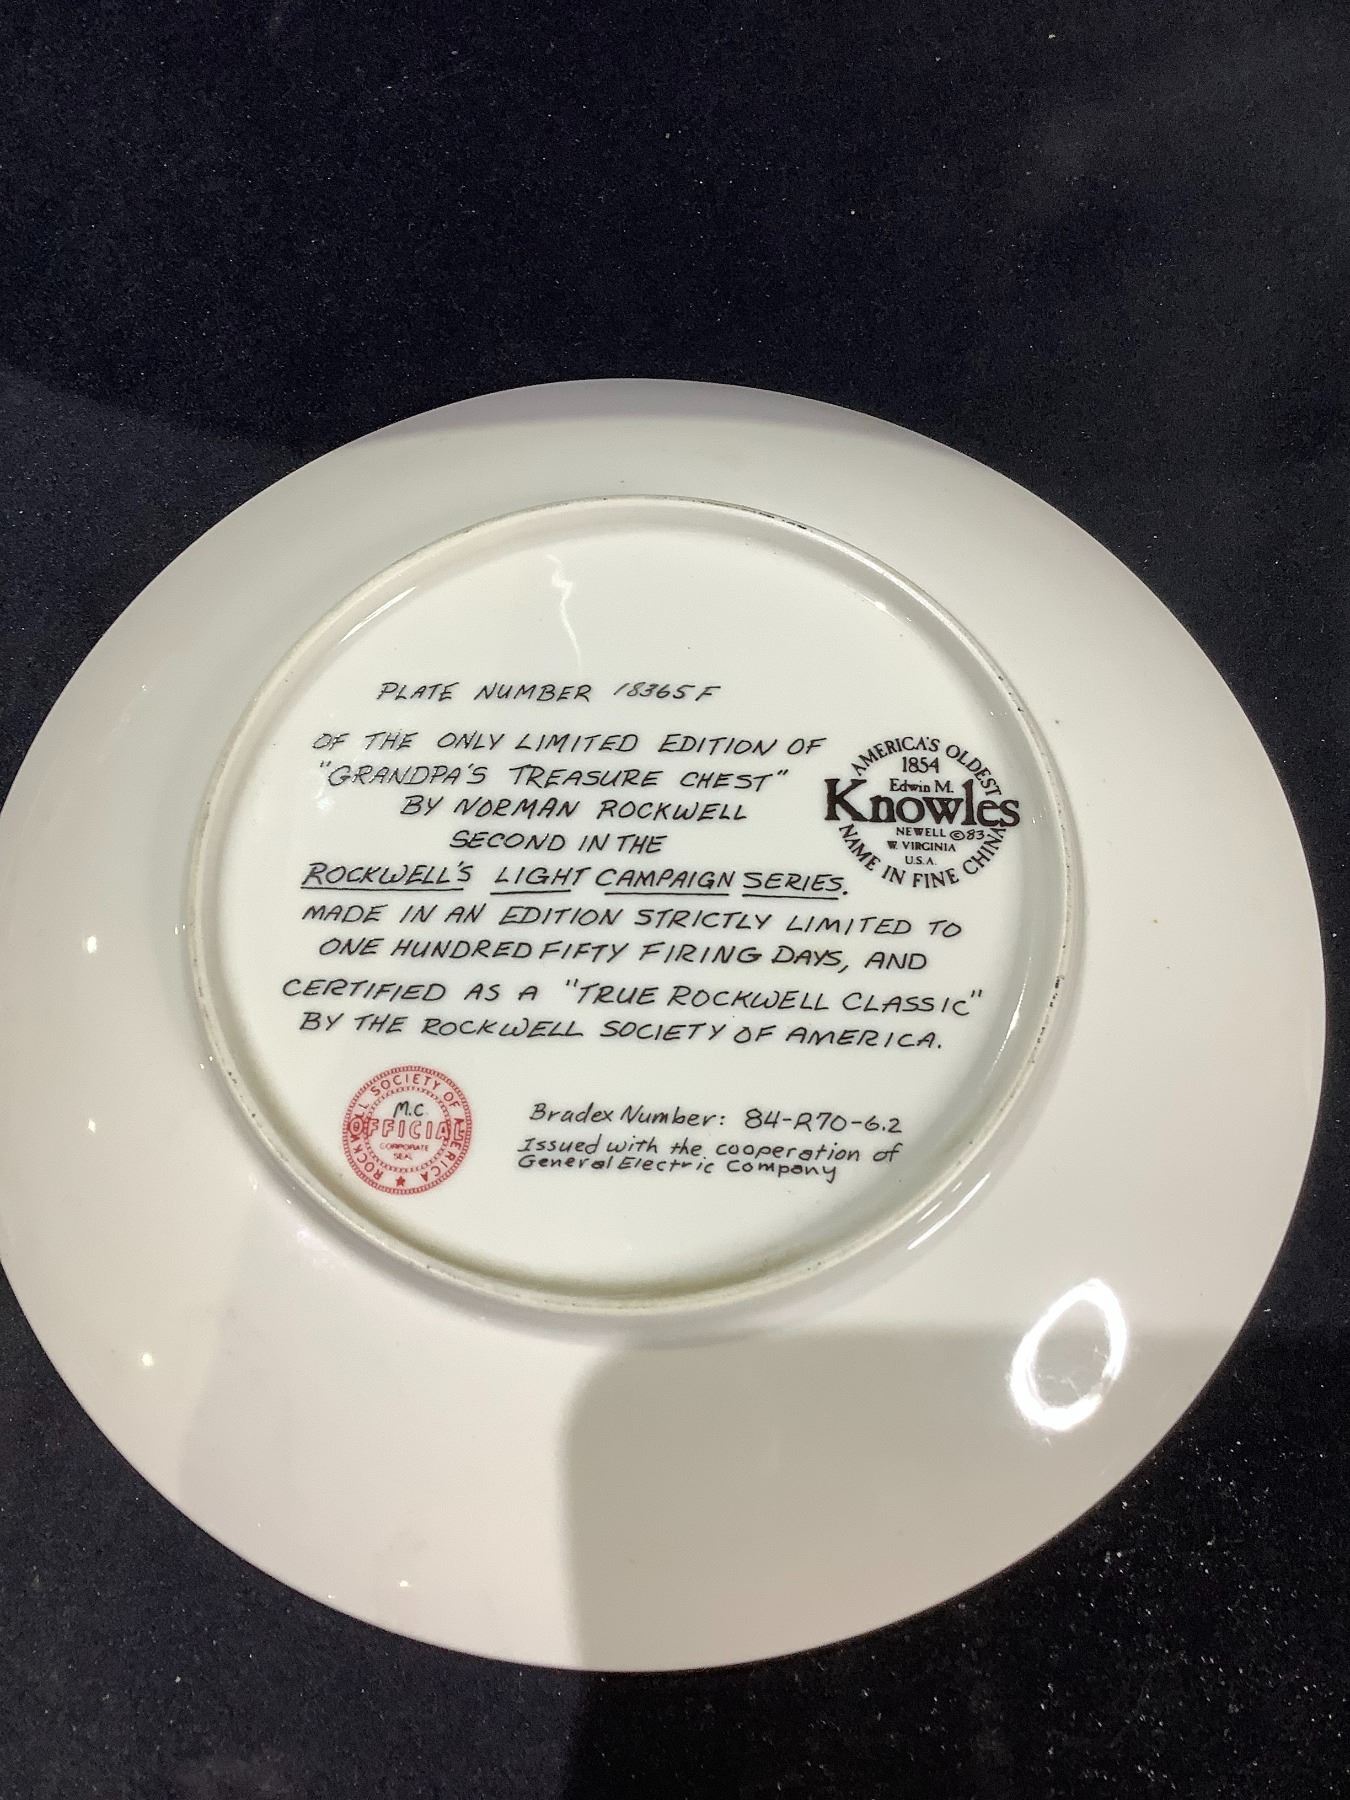 PLATE NUMBER 18365F
OF THE ONLY LIMITED EDITION OF
"GRANDPA'S TREASURE CHEST"
BY NORMAN ROCKWELL
SECOND IN THE
ROCKWELL'S LIGHT CAMPAIGN SERIES.
MADE IN AN EDITION STRICTLY LIMITED TO
ONE HUNDRED FIFTY FIRING DAYS, AND
CERTIFIED AS A "TRUE ROCKWELL CLASSIC"
BY THE ROCKWELL SOCIETY OF AMERICA.
AMERICA'S OLDEST
1854
Edwin M.
Knowles
NEWELL ©83
W. VIRGINIA
U.S.A.
NAME IN FINE CHINA
ROCKWELL SOCIETY OF AMERICA
M.C.
OFFICIAL
CORPORATE
SEAL
Bradex Number: 84-R70-6.2
Issued with the cooperation of
General Electric Company